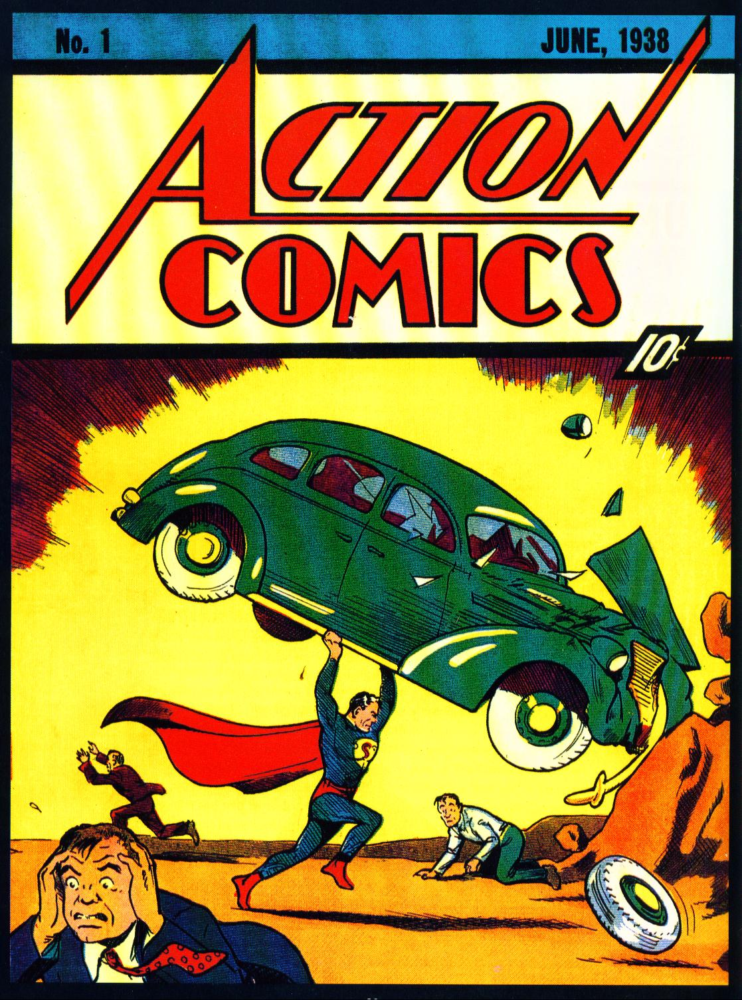 No. 1
JUNE, 1938
ACTION
COMICS
10¢
S